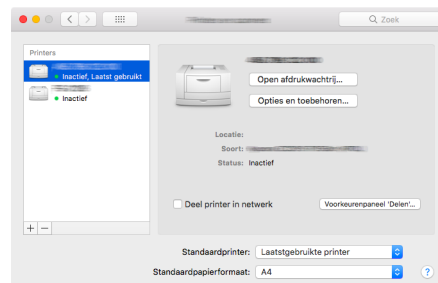 Zoek
Printers
Inactief, Laatst gebruikt
Inactief
Open afdrukwachtrij...
Opties en toebehoren...
Locatie:
Soort:
Status: Inactief
Deel printer in netwerk
Voorkeurenpaneel 'Delen'...
+ −
Standaardprinter: Laatstgebruikte printer
Standaardpapierformaat: A4
?